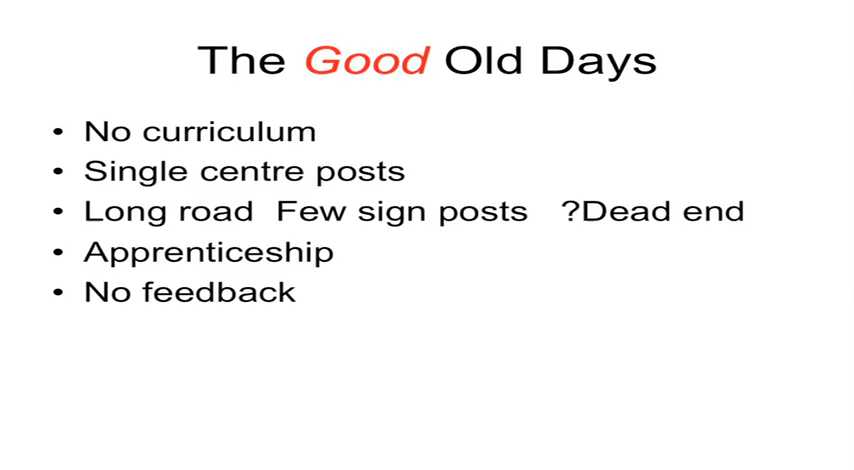 The Good Old Days
• No curriculum
• Single centre posts
• Long road  Few sign posts   ?Dead end
• Apprenticeship
• No feedback